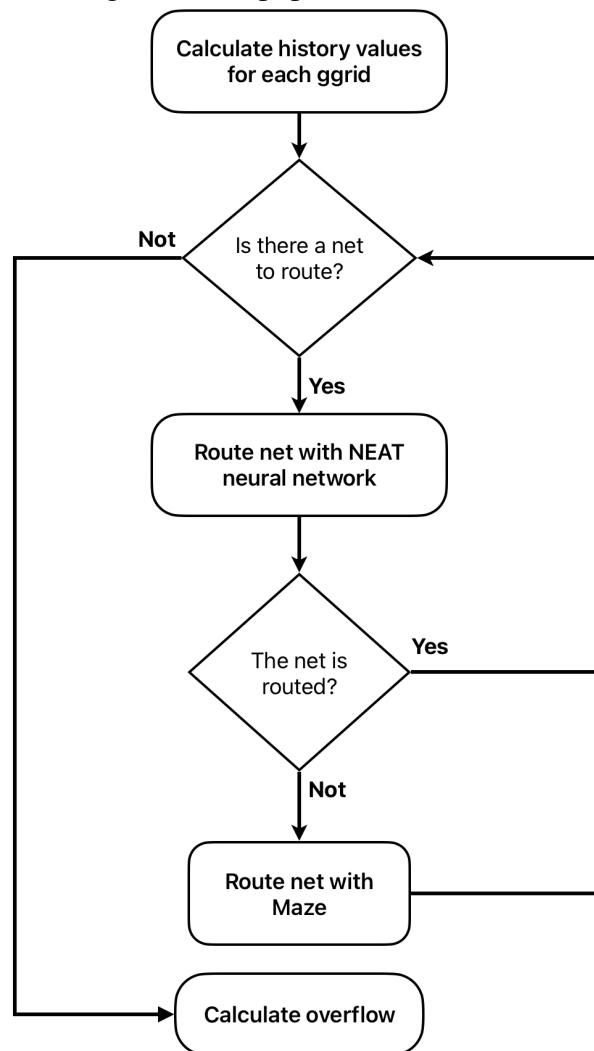 Calculate history values
for each ggrid
Not
Is there a net
to route?
Yes
Route net with NEAT
neural network
The net is
routed?
Yes
Not
Route net with
Maze
Calculate overflow